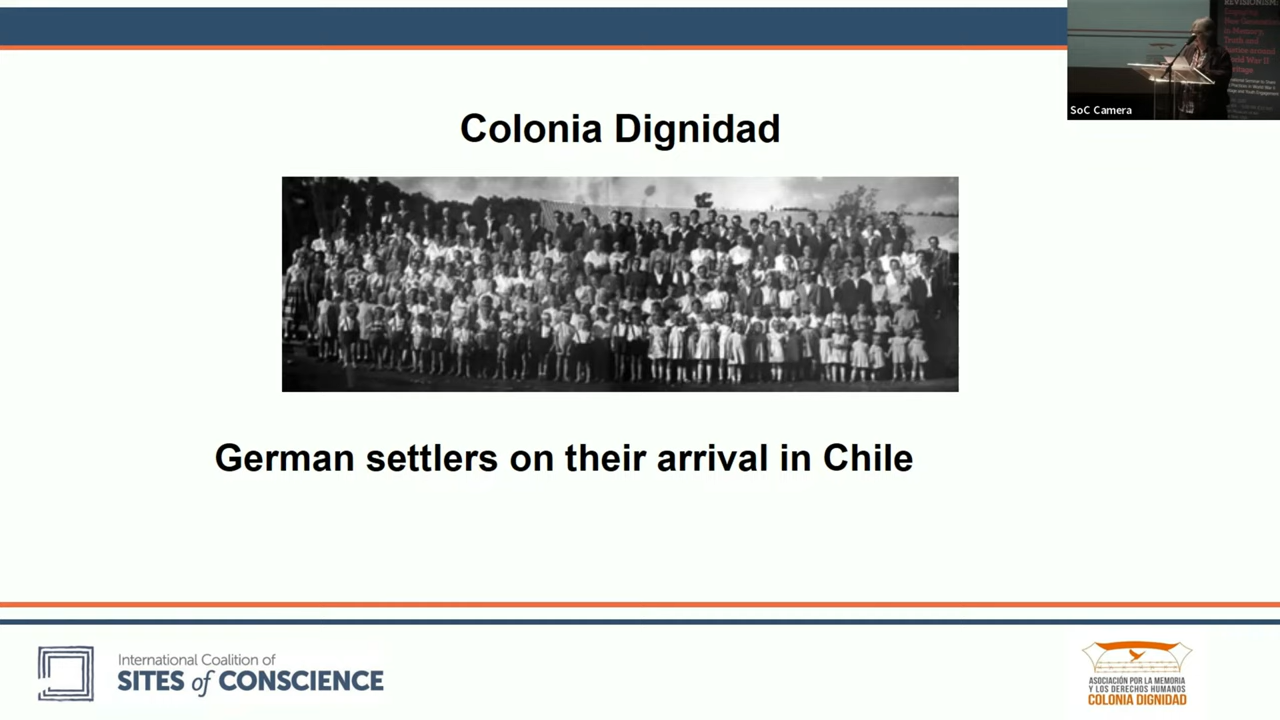 Colonia Dignidad
German settlers on their arrival in Chile
SoC Camera
REVISIONISM:
International Coalition of
SITES of CONSCIENCE
ASOCIACIÓN POR LA MEMORIA
Y LOS DERECHOS HUMANOS
COLONIA DIGNIDAD